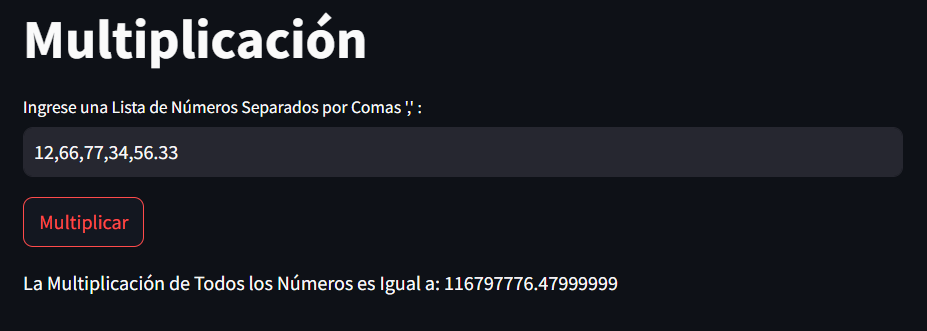 Multiplicación
Ingrese una Lista de Números Separados por Comas ',' :
12,66,77,34,56.33
Multiplicar
La Multiplicación de Todos los Números es Igual a: 116797776.47999999